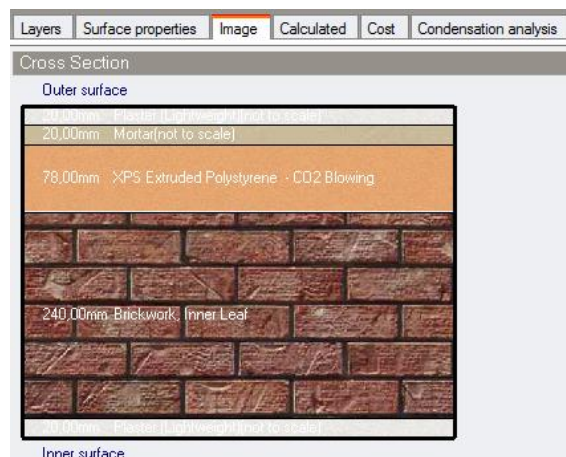 Layers Surface properties Image Calculated Cost Condensation analysis
Cross Section
Outer surface
20,00mm Plaster (Lightweight)(not to scale)
20,00mm Mortar(not to scale)
78,00mm XPS Extruded Polystyrene - CO2 Blowing
240,00mm Brickwork, Inner Leaf
20,00mm Plaster (Lightweight)(not to scale)
Inner surface